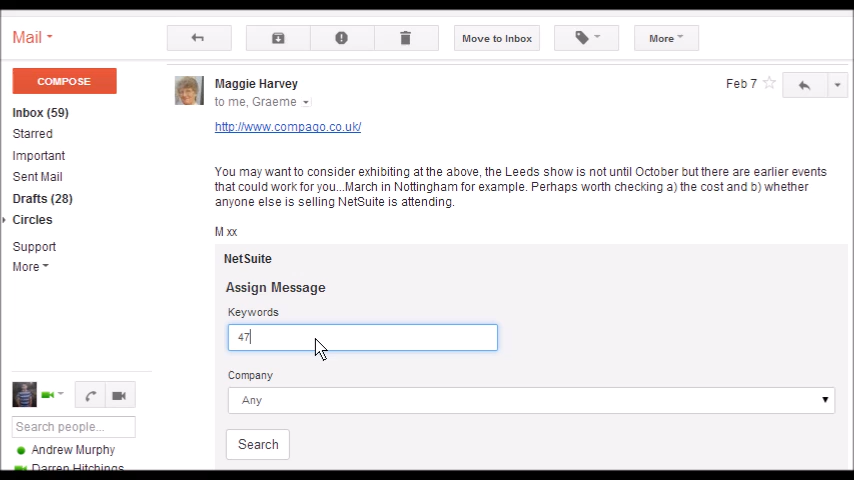 Mail
Move to Inbox
More
COMPOSE
Inbox (59)
Starred
Important
Sent Mail
Drafts (28)
Circles
Support
More
Search people...
Andrew Murphy
Darren Hitchings
Maggie Harvey
Feb 7
to me, Graeme
http://www.compago.co.uk/
You may want to consider exhibiting at the above, the Leeds show is not until October but there are earlier events
that could work for you...March in Nottingham for example. Perhaps worth checking a) the cost and b) whether
anyone else is selling NetSuite is attending.
M xx
NetSuite
Assign Message
Keywords
47
Company
Any
Search